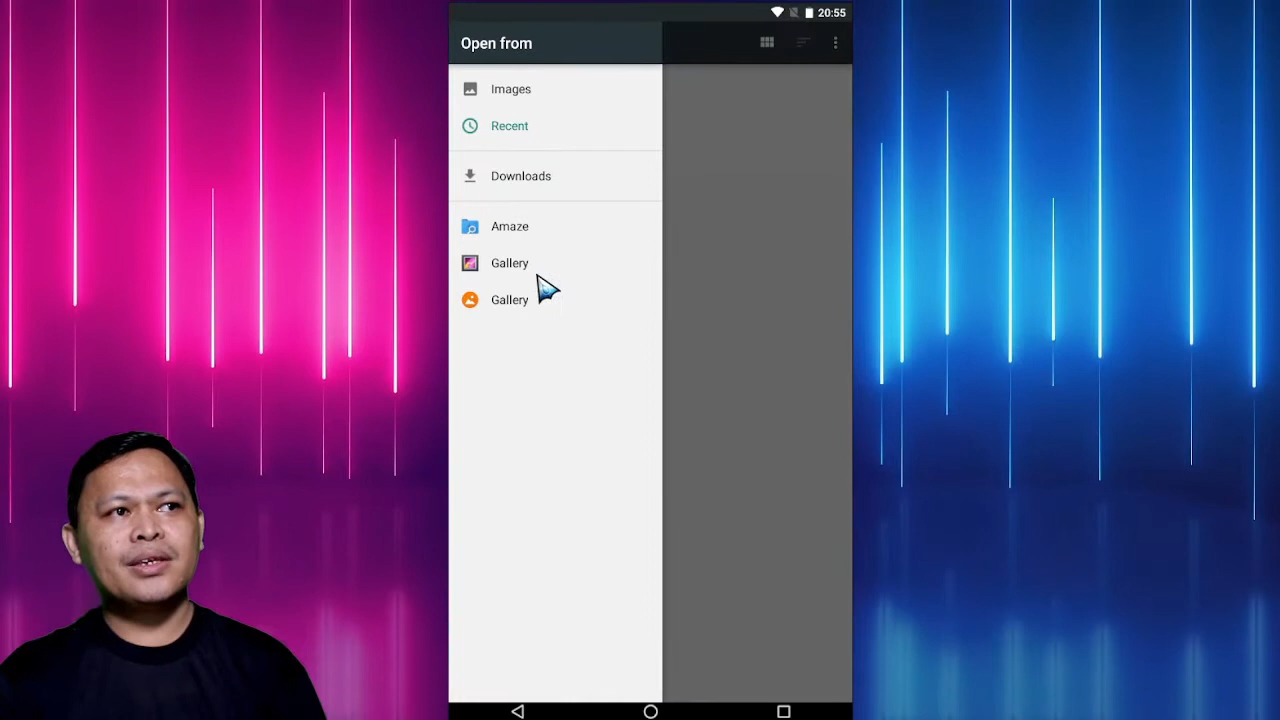 20:55
Open from
Images
Recent
Downloads
Amaze
Gallery
Gallery